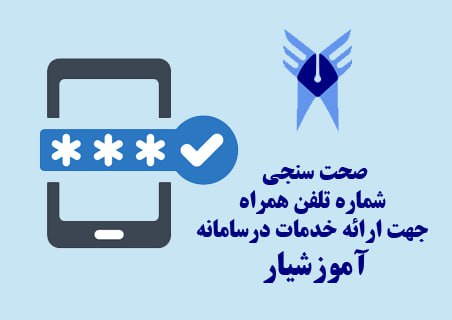 صحت سنجی
شماره تلفن همراه
جهت ارائه خدمات درسامانه
آموزشیار
***